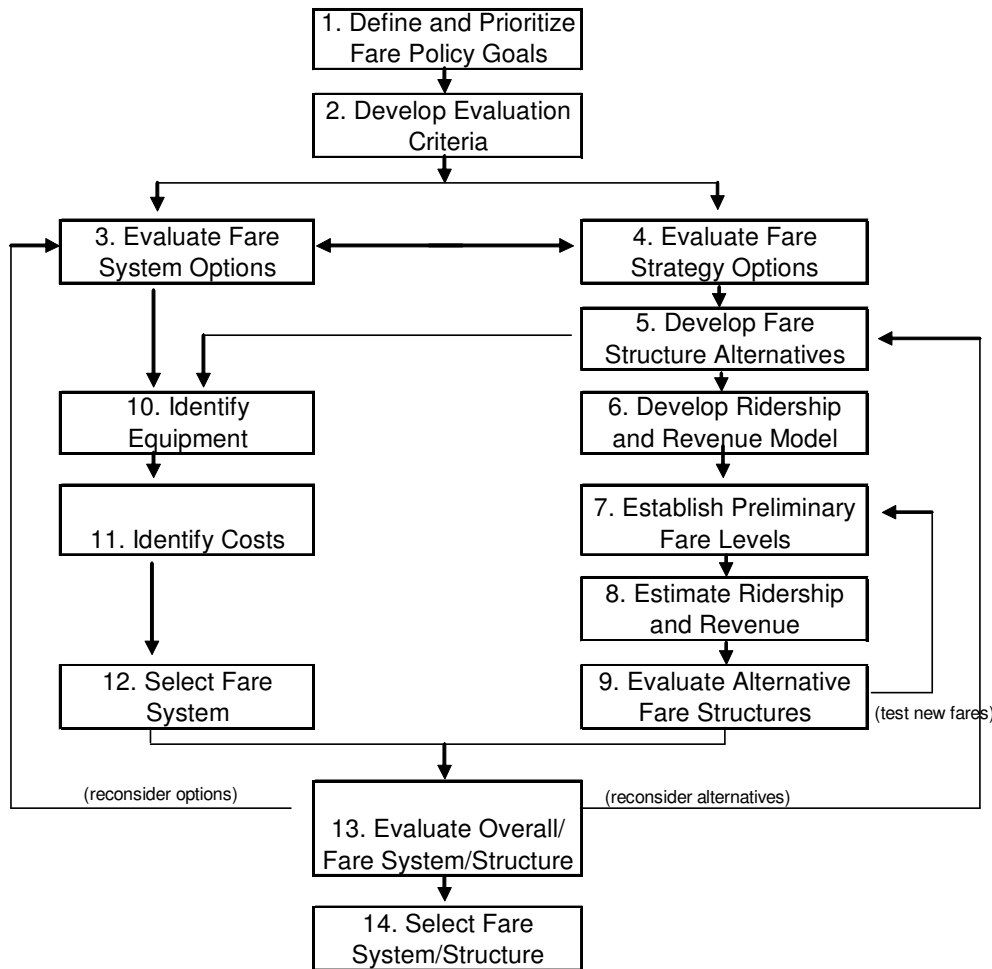 1. Define and Prioritize
Fare Policy Goals
2. Develop Evaluation
Criteria
3. Evaluate Fare
System Options
4. Evaluate Fare
Strategy Options
5. Develop Fare
Structure Alternatives
10. Identify
Equipment
6. Develop Ridership
and Revenue Model
11. Identify Costs
7. Establish Preliminary
Fare Levels
8. Estimate Ridership
and Revenue
12. Select Fare
System
9. Evaluate Alternative
Fare Structures
(test new fares)
(reconsider options)
(reconsider alternatives)
13. Evaluate Overall/
Fare System/Structure
14. Select Fare
System/Structure